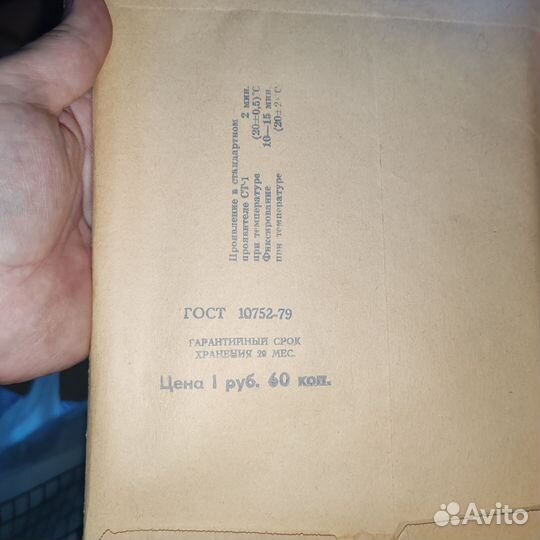 Проявление в стандартном
проявителе СТ-1 2 мин.
при температуре (20±0,5)°С
Фиксирование 10—15 мин.
при температуре (20±2°С
ГОСТ 10752-79
ГАРАНТИЙНЫЙ СРОК
ХРАНЕНИЯ 20 МЕС.
Цена 1 руб. 60 коп.
Avito